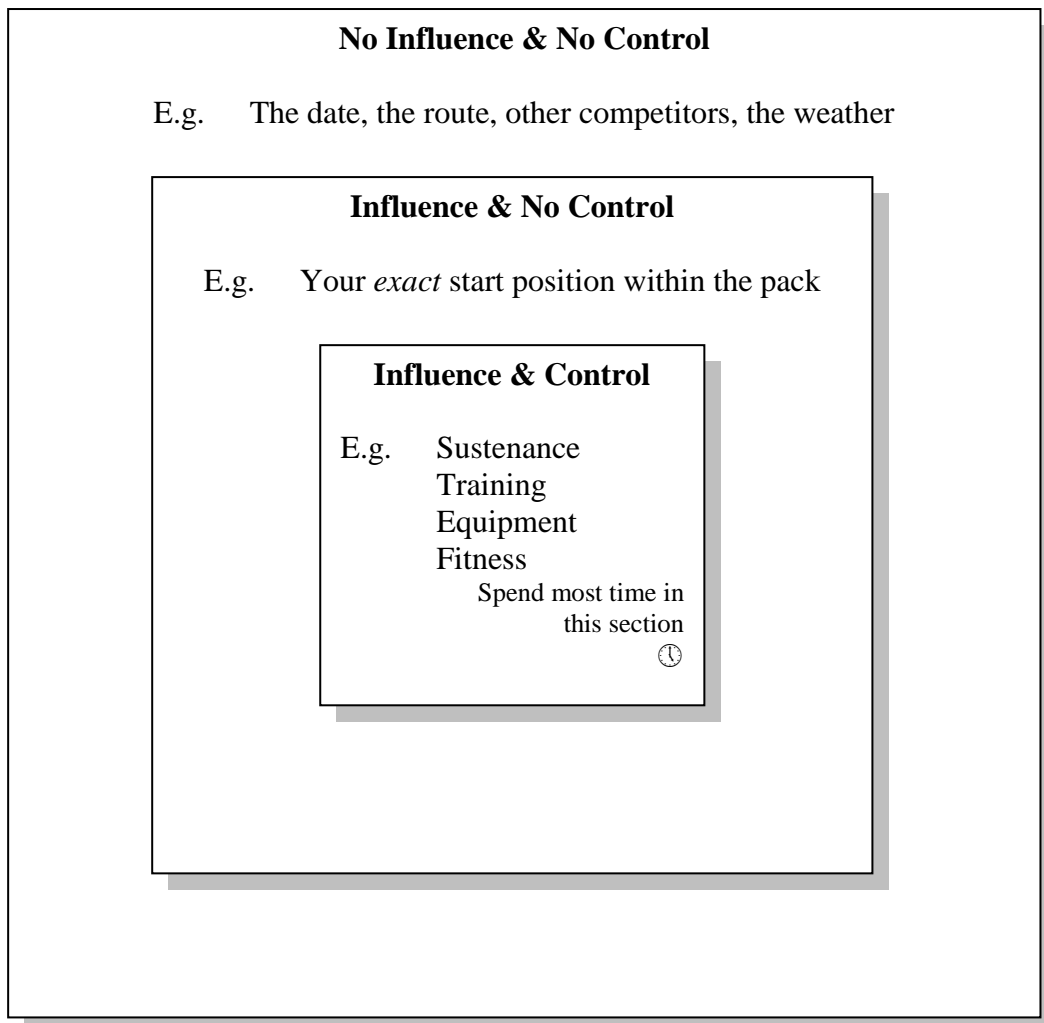 No Influence & No Control
E.g. The date, the route, other competitors, the weather
Influence & No Control
E.g. Your exact start position within the pack
Influence & Control
E.g. Sustenance
Training
Equipment
Fitness
Spend most time in
this section